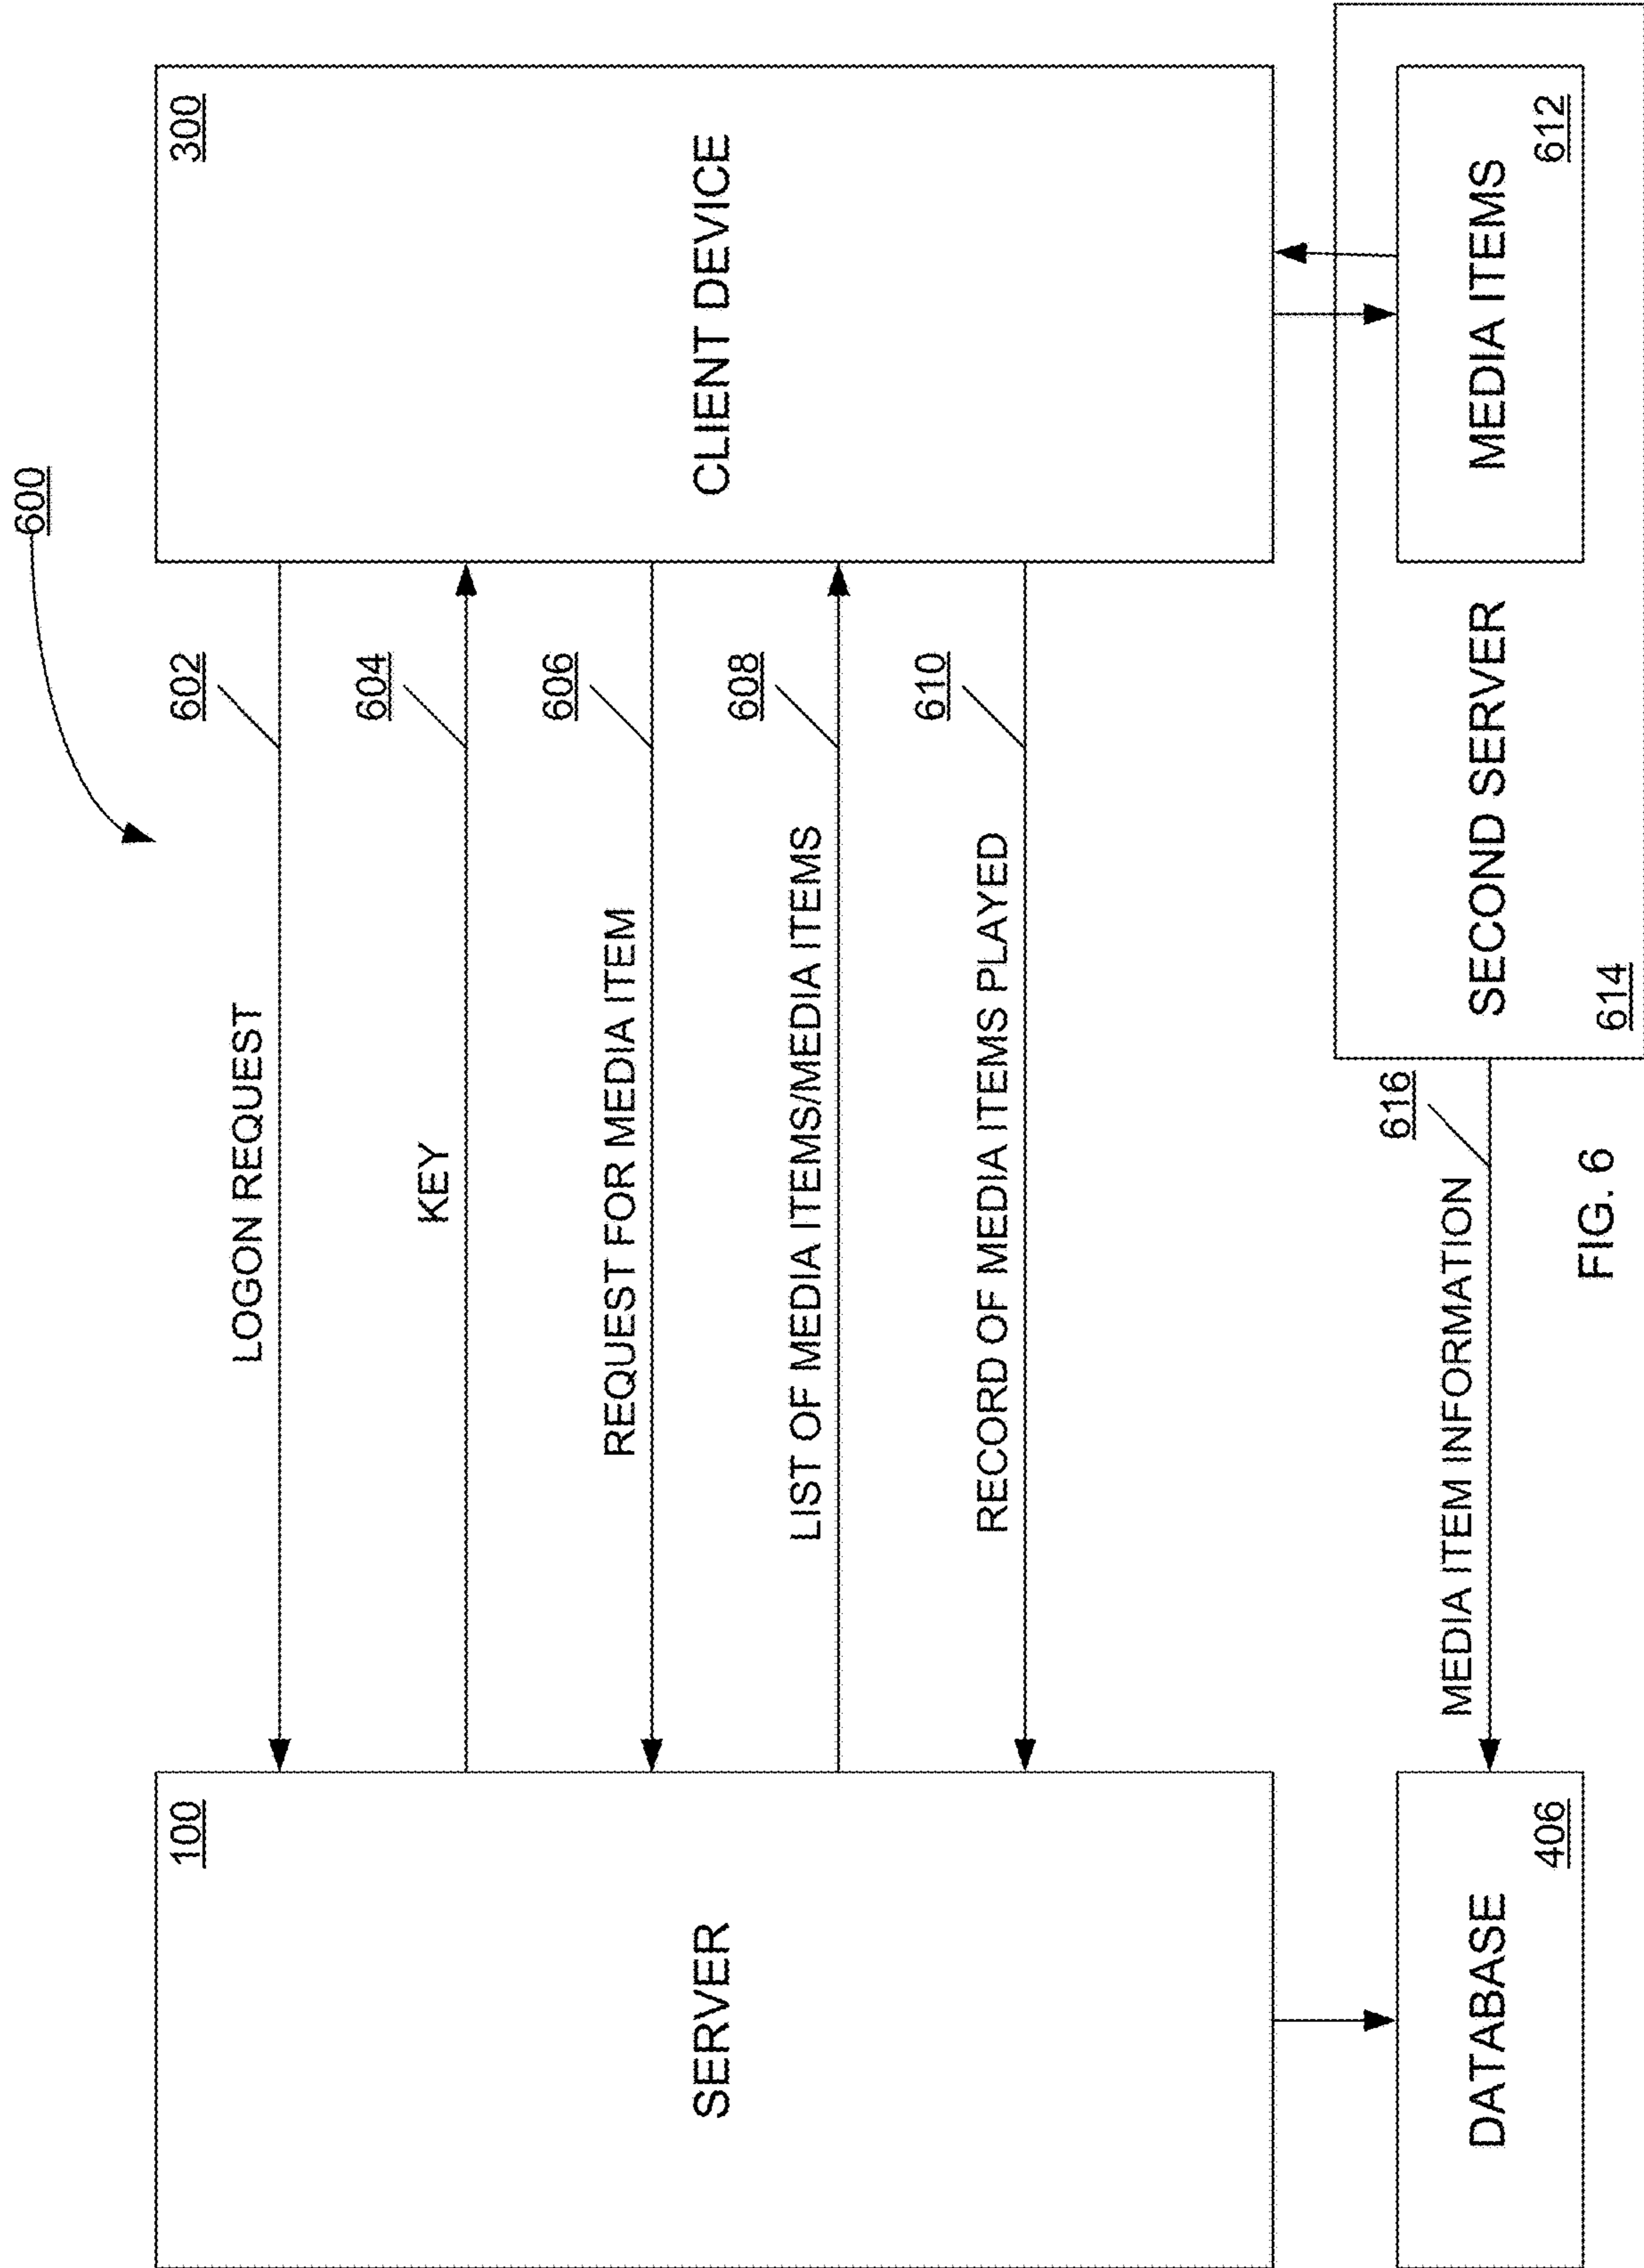 600
100
SERVER
300
CLIENT DEVICE
LOGON REQUEST
602
KEY
604
REQUEST FOR MEDIA ITEM
606
LIST OF MEDIA ITEMS/MEDIA ITEMS
608
RECORD OF MEDIA ITEMS PLAYED
610
DATABASE
406
MEDIA ITEM INFORMATION
616
SECOND SERVER
614
MEDIA ITEMS
612
FIG. 6